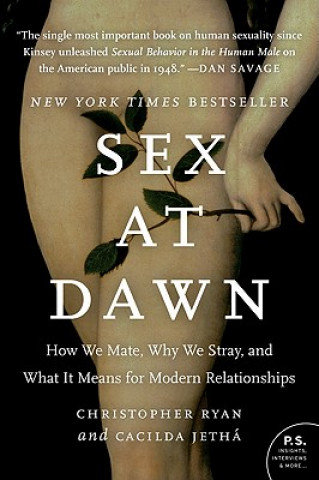 "The single most important book on human sexuality since
Kinsey unleashed Sexual Behavior in the Human Male on
the American public in 1948." —DAN SAVAGE
NEW YORK TIMES BESTSELLER
SEX
AT
DAWN
How We Mate, Why We Stray, and
What It Means for Modern Relationships
CHRISTOPHER RYAN
and CACILDA JETHÁ
P.S.
INSIGHTS,
INTERVIEWS
& MORE...